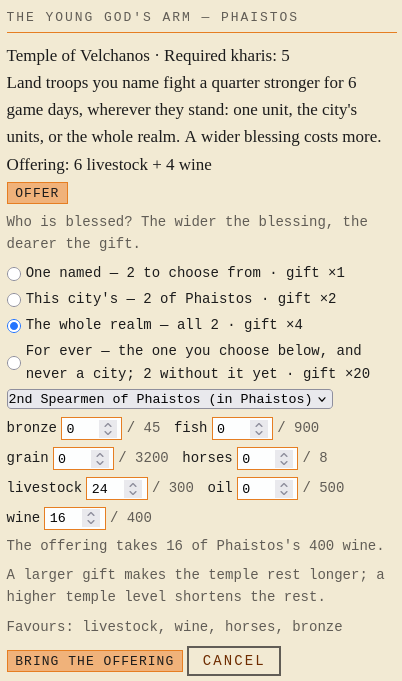 THE YOUNG GOD'S ARM — PHAISTOS
Temple of Velchanos · Required kharis: 5
Land troops you name fight a quarter stronger for 6
game days, wherever they stand: one unit, the city's
units, or the whole realm. A wider blessing costs more.
Offering: 6 livestock + 4 wine
OFFER
Who is blessed? The wider the blessing, the
dearer the gift.
One named — 2 to choose from · gift ×1
This city's — 2 of Phaistos · gift ×2
The whole realm — all 2 · gift ×4
For ever — the one you choose below, and
never a city; 2 without it yet · gift ×20
2nd Spearmen of Phaistos (in Phaistos)
bronze 0 / 45 fish 0 / 900
grain 0 / 3200 horses 0 / 8
livestock 24 / 300 oil 0 / 500
wine 16 / 400
The offering takes 16 of Phaistos's 400 wine.
A larger gift makes the temple rest longer; a
higher temple level shortens the rest.
Favours: livestock, wine, horses, bronze
BRING THE OFFERING CANCEL